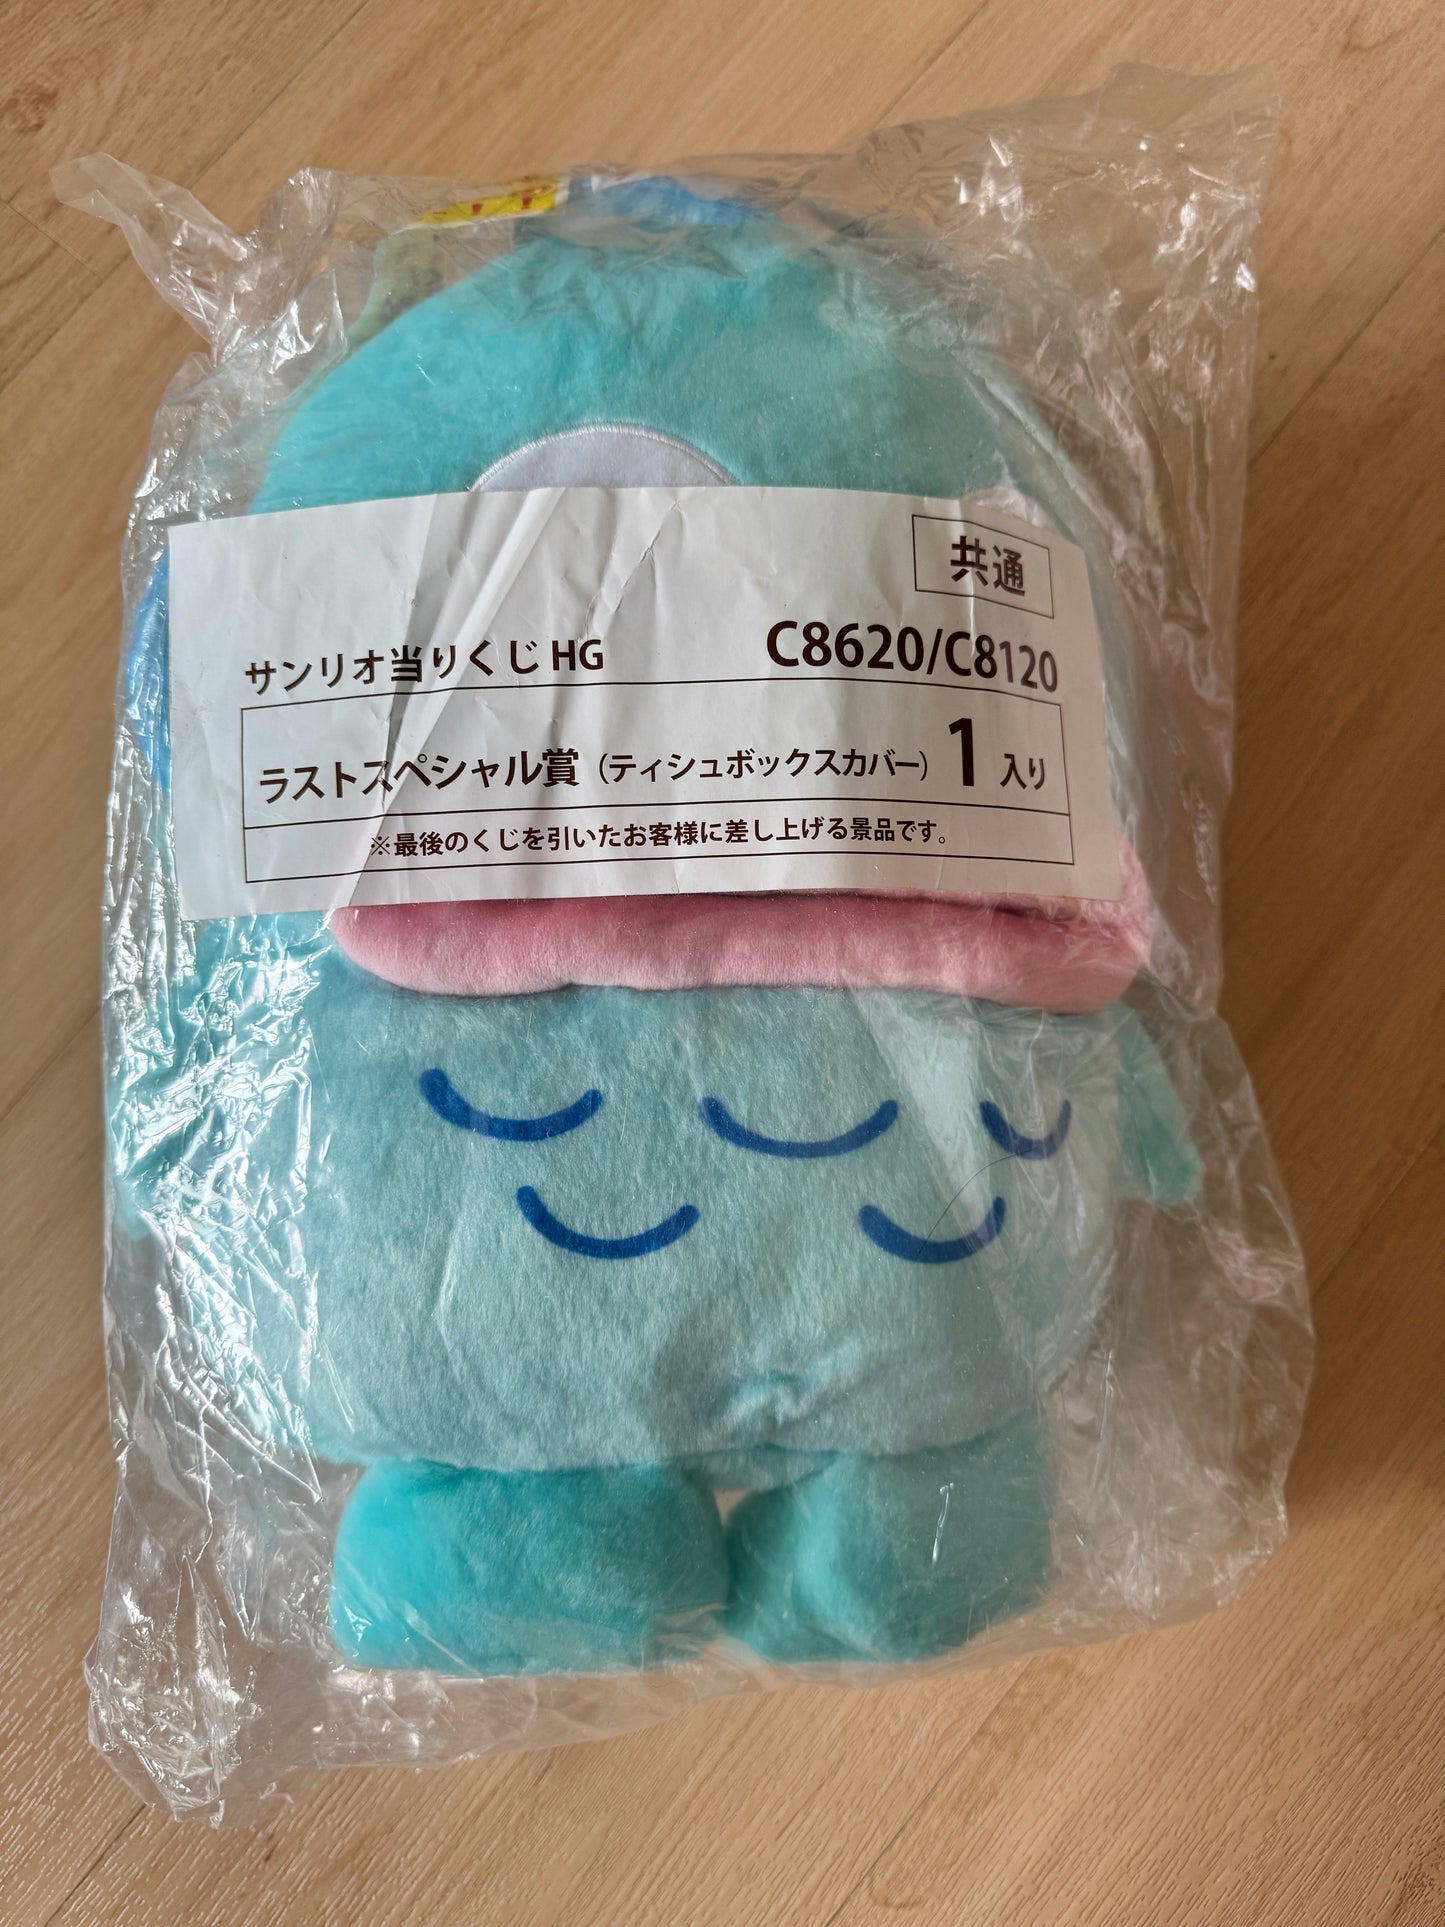 共通
サンリオ当りくじ HG C8620/C8120
ラストスペシャル賞（ティシュボックスカバー） 1 入り
※最後のくじを引いたお客様に差し上げる景品です。